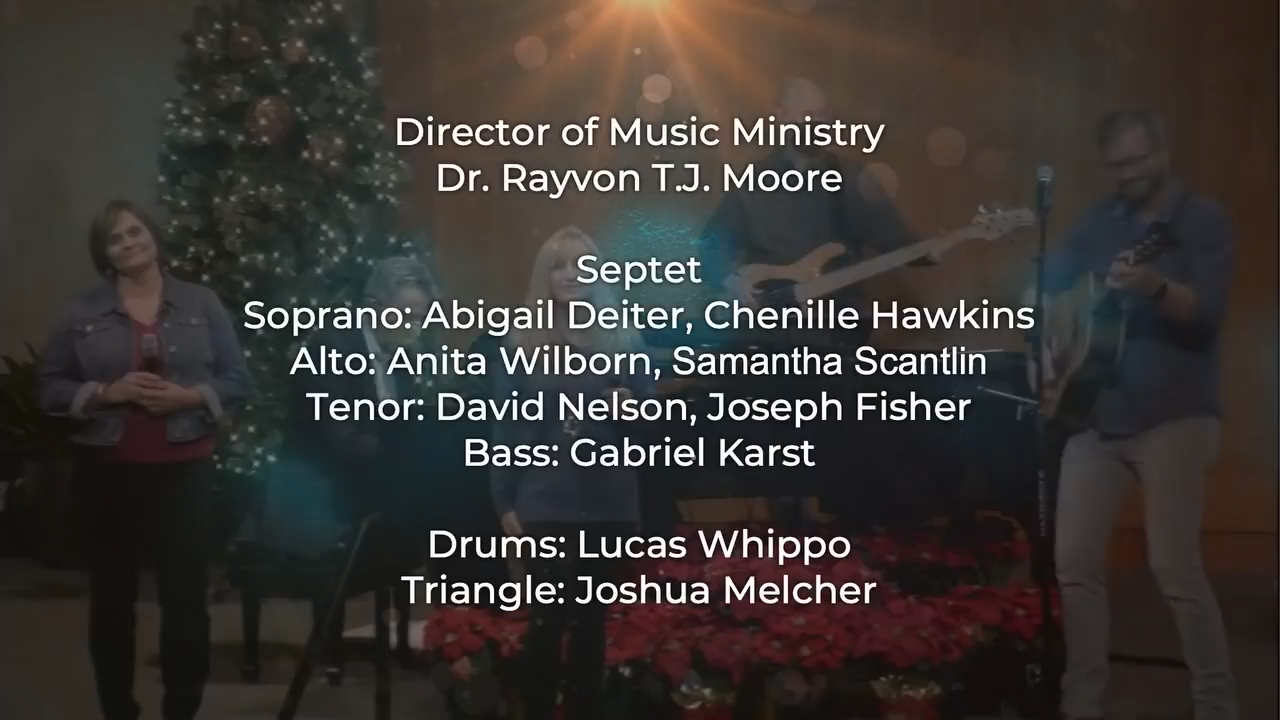 Director of Music Ministry
Dr. Rayvon T.J. Moore
Septet
Soprano: Abigail Deiter, Chenille Hawkins
Alto: Anita Wilborn, Samantha Scantlin
Tenor: David Nelson, Joseph Fisher
Bass: Gabriel Karst
Drums: Lucas Whippo
Triangle: Joshua Melcher